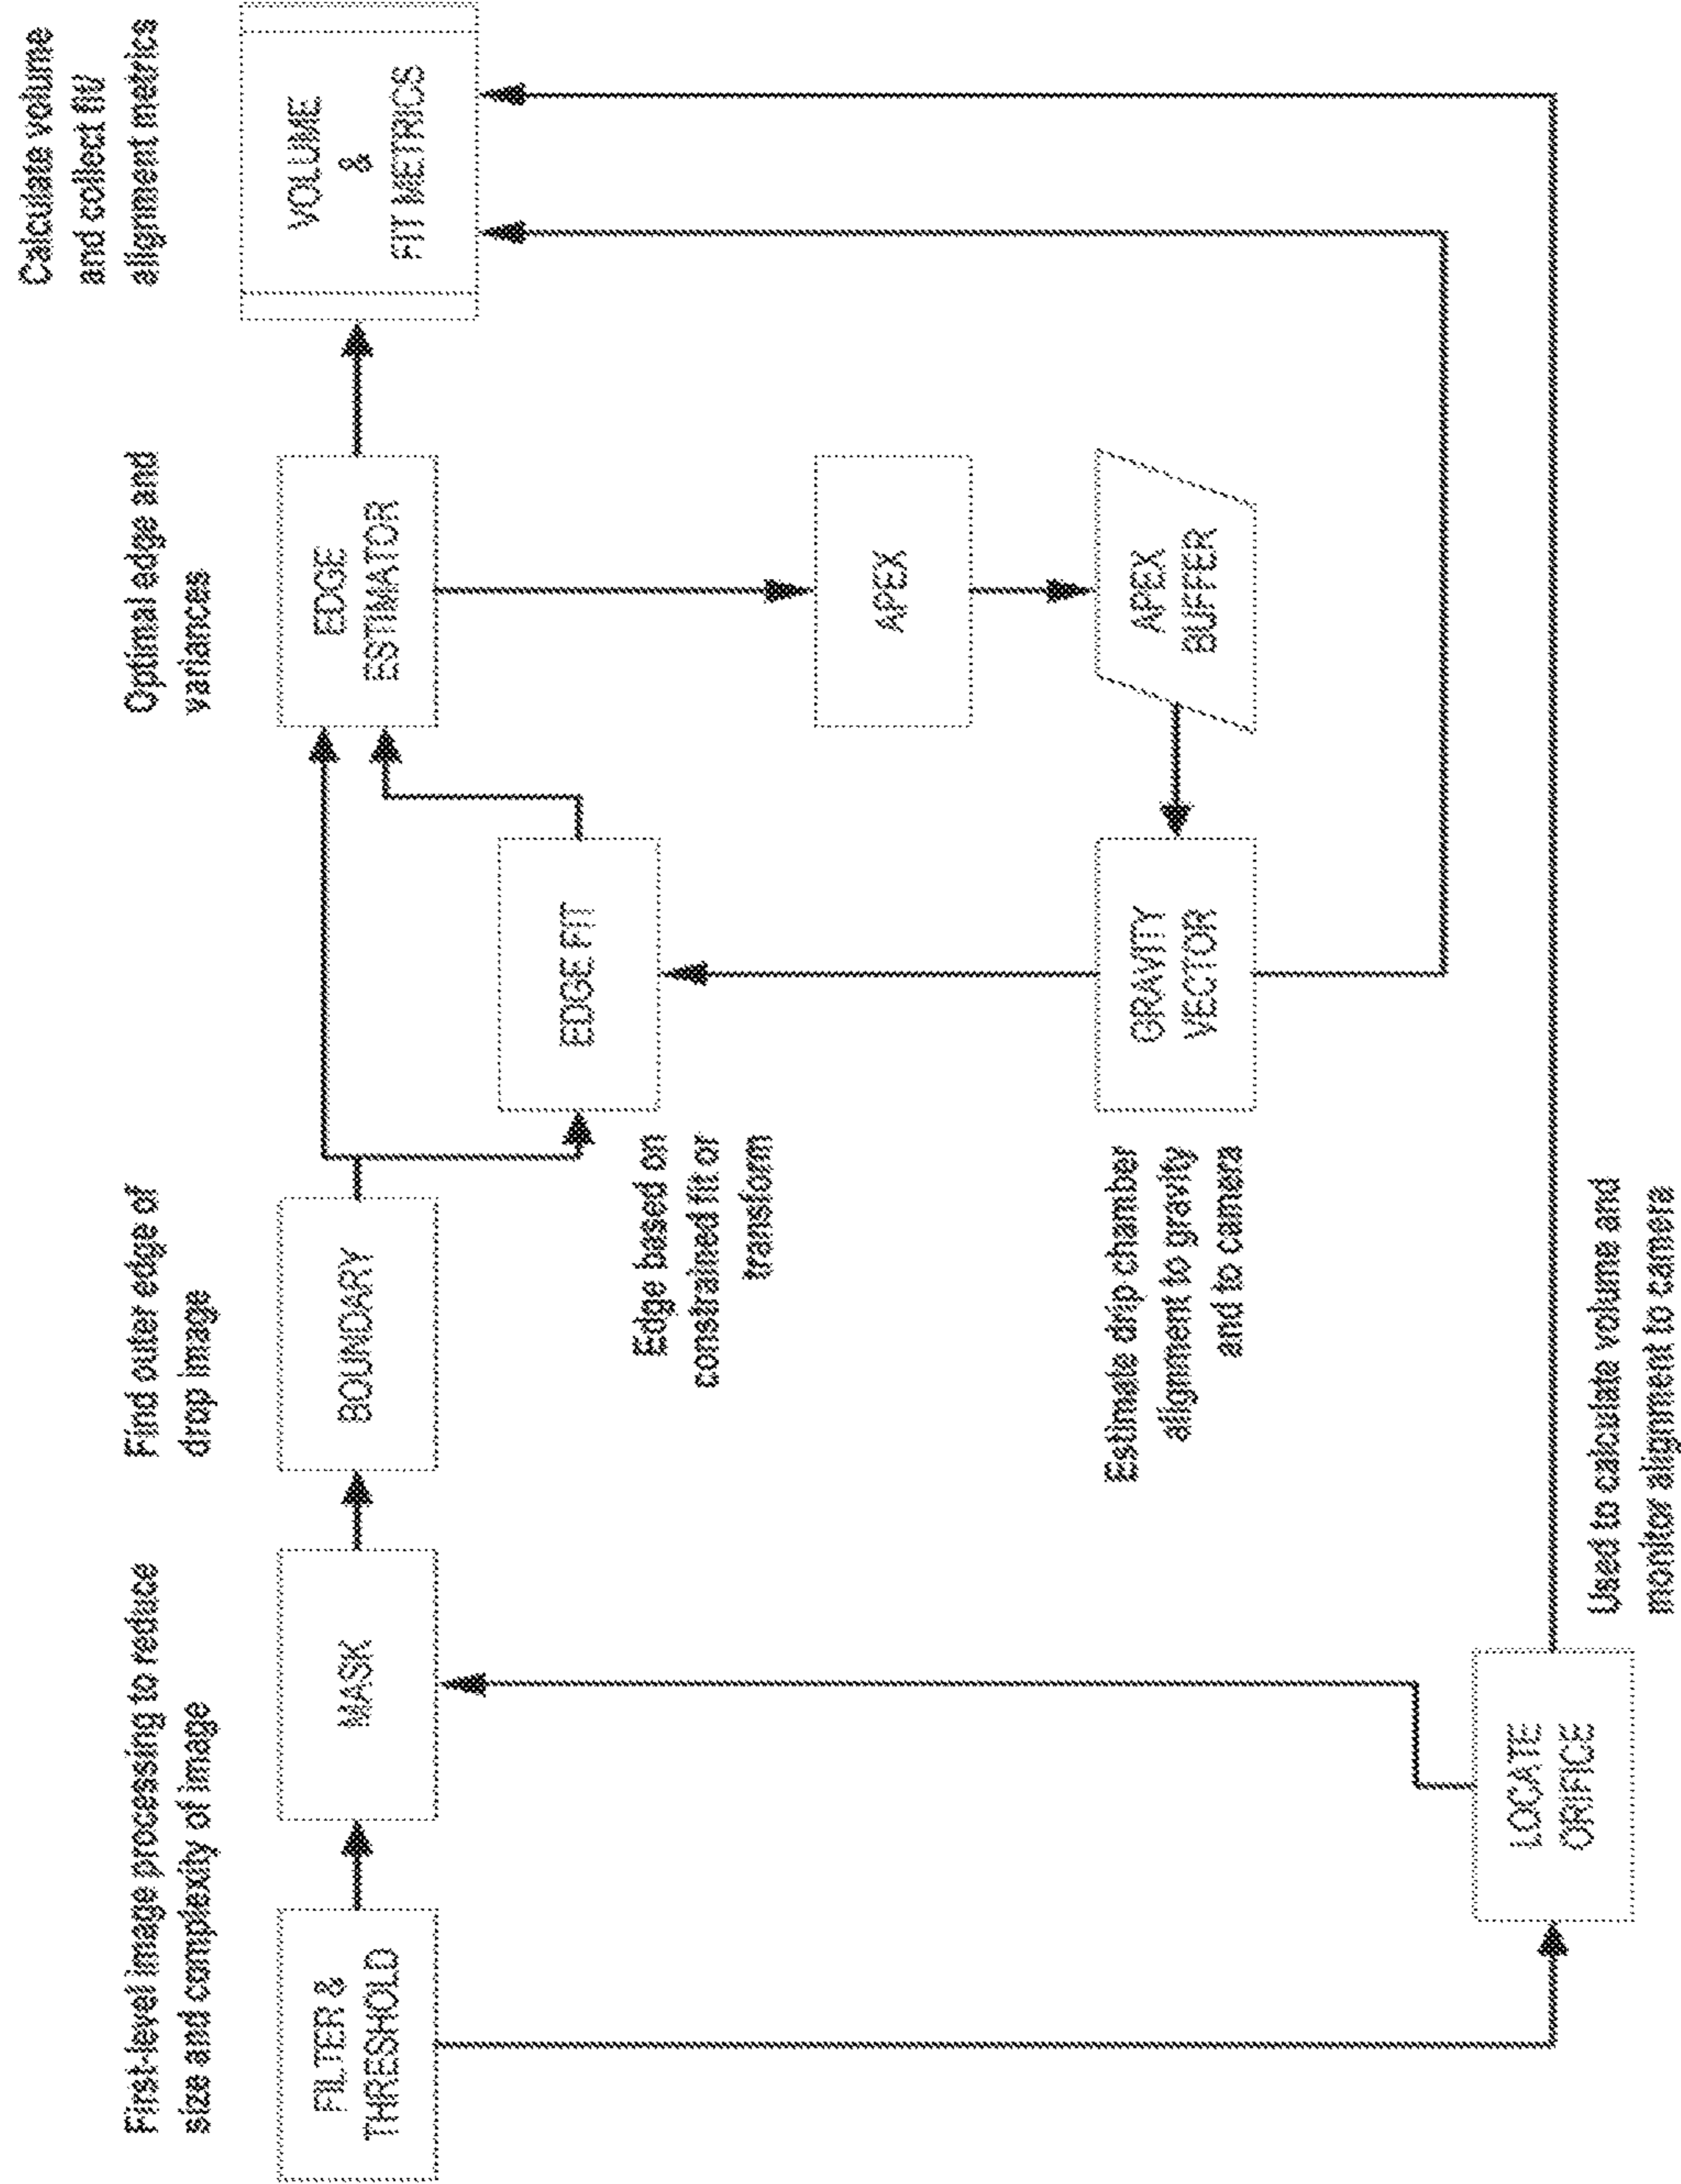 First-level image processing to reduce
size and complexity of image
Find outer edge of
drop image
Optimal edge and
variances
Calculate volume
and collect fit/
alignment metrics
FILTER &
THRESHOLD
MASK
BOUNDARY
EDGE
ESTIMATOR
VOLUME
&
FIT METRICS
EDGE FIT
Edge based on
constrained fit or
transform
APEX
APEX
BUFFER
GRAVITY
VECTOR
Estimate drip chamber
alignment to gravity
and to camera
LOCATE
ORIFICE
Used to calculate volume and
monitor alignment to camera